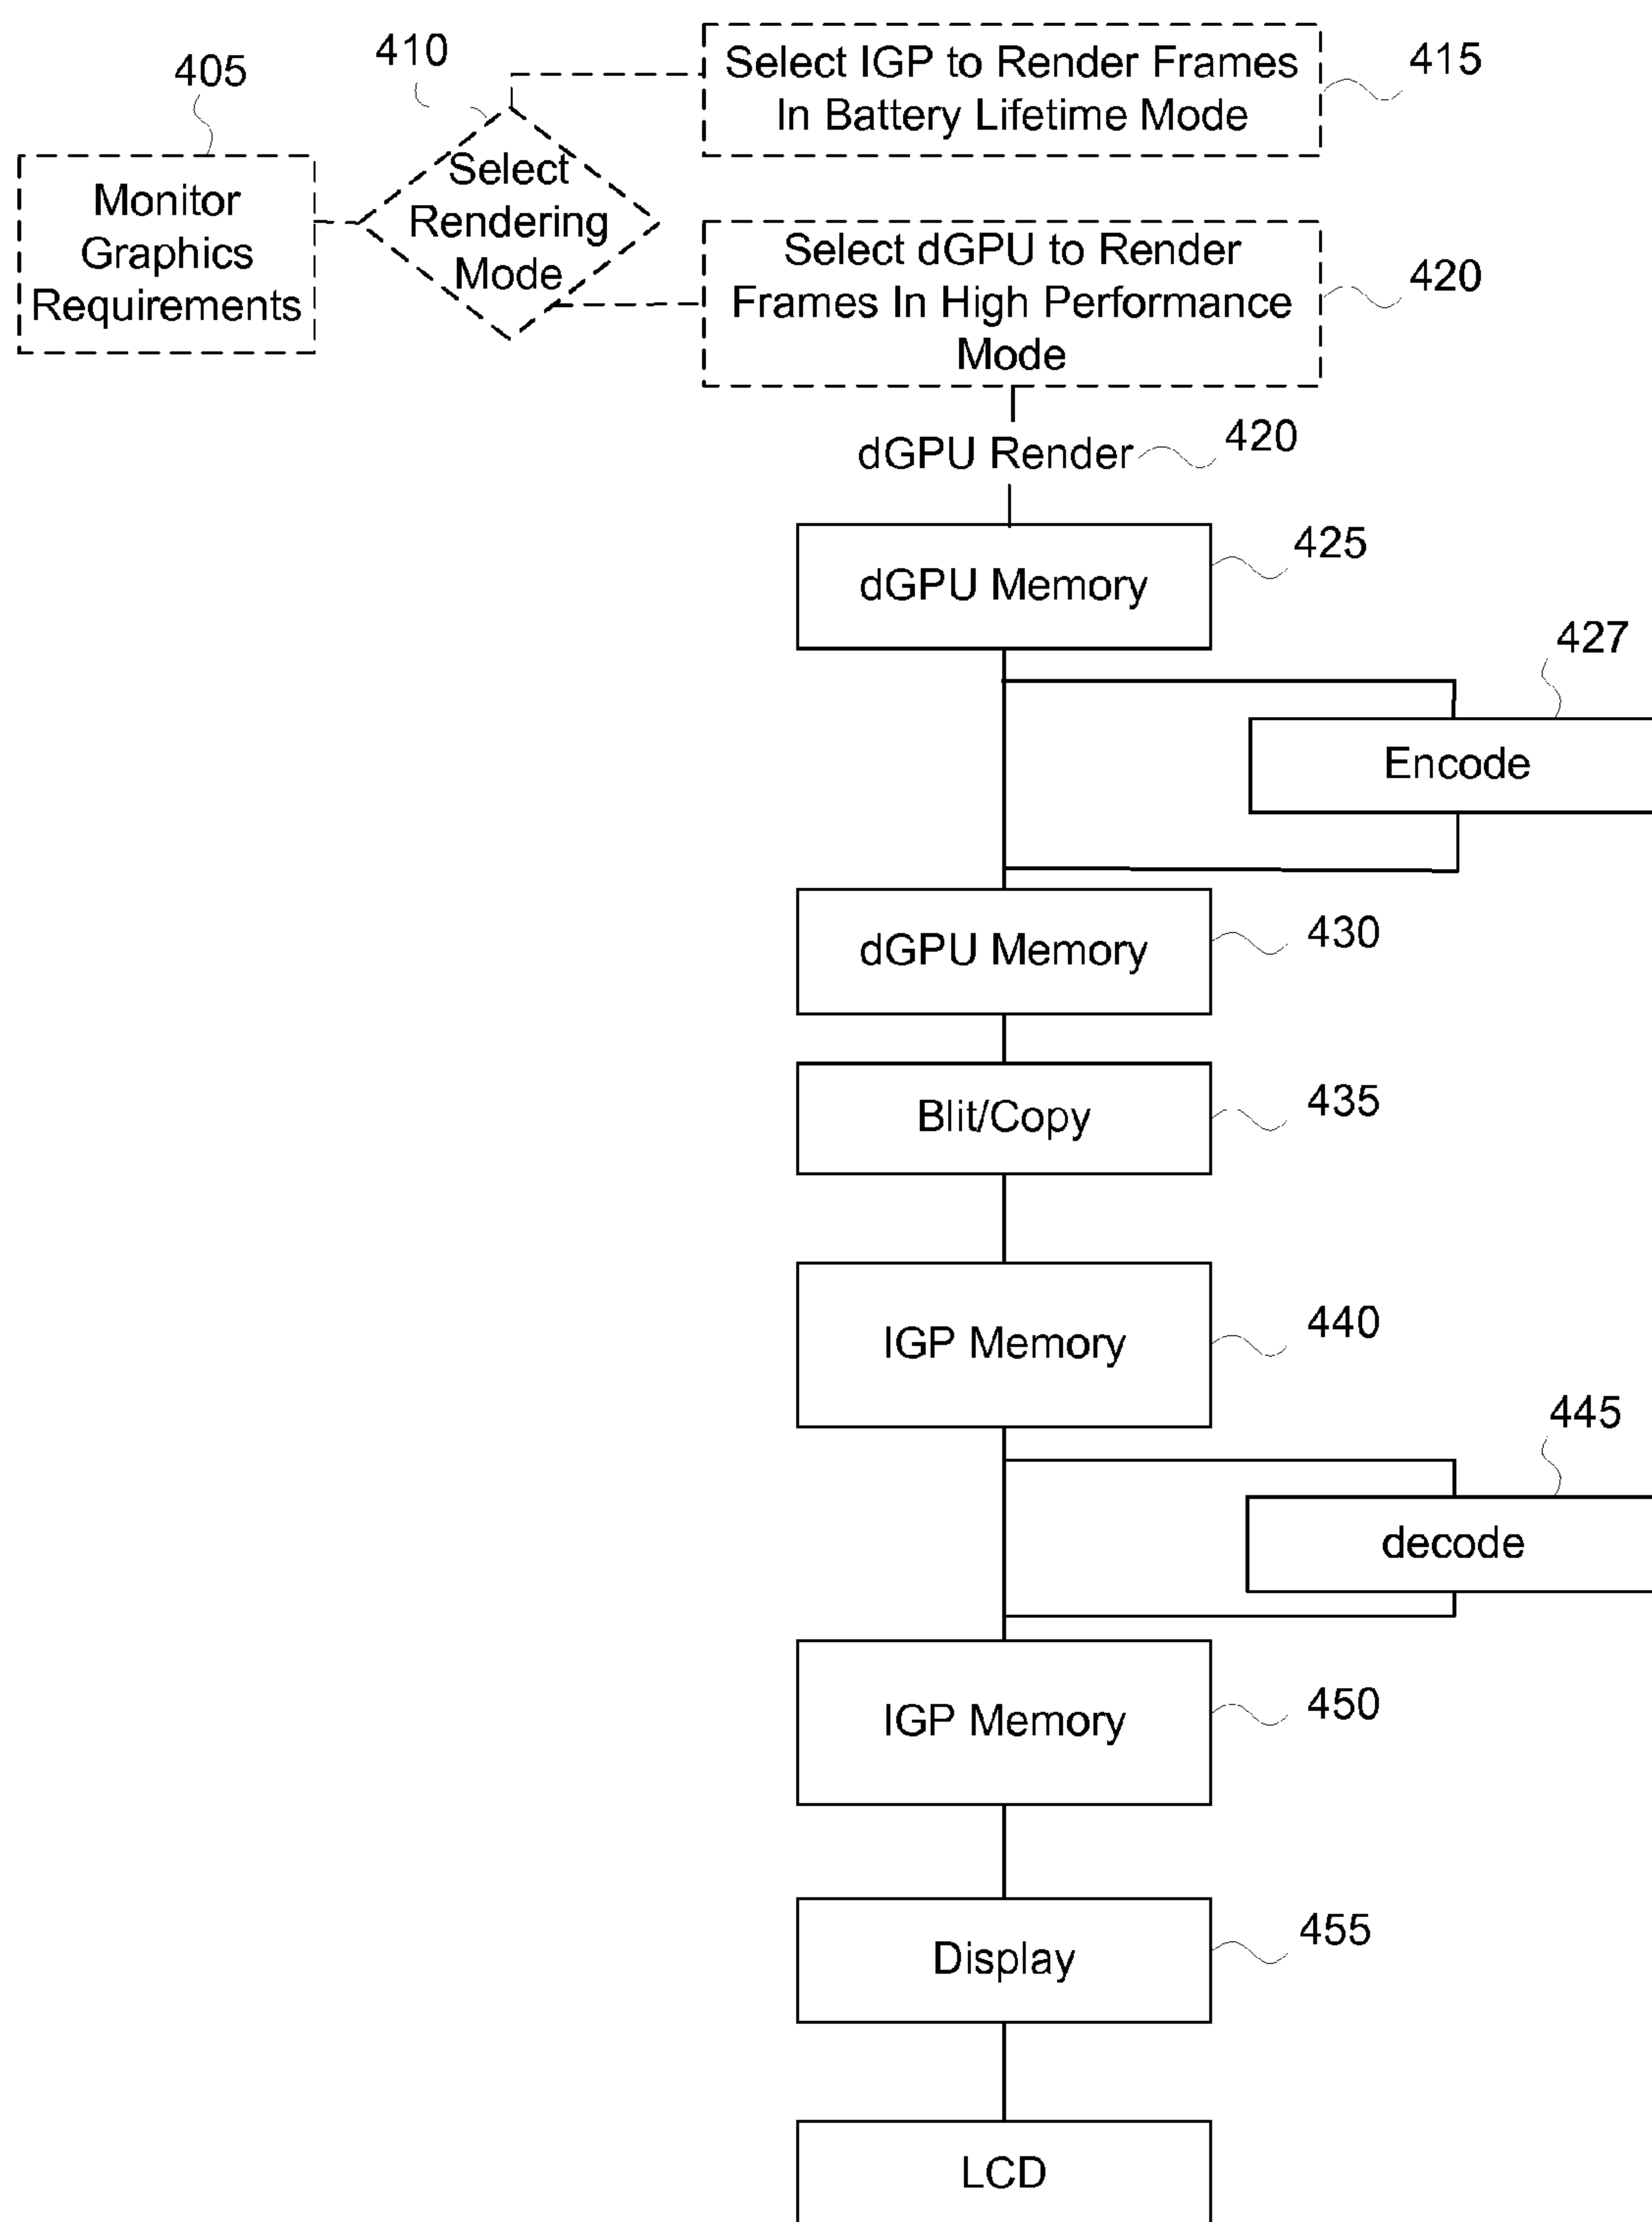 405
Monitor
Graphics
Requirements
410
Select
Rendering
Mode
Select IGP to Render Frames
In Battery Lifetime Mode
415
Select dGPU to Render
Frames In High Performance
Mode
420
dGPU Render
420
dGPU Memory
425
427
Encode
dGPU Memory
430
Blit/Copy
435
IGP Memory
440
445
decode
IGP Memory
450
Display
455
LCD